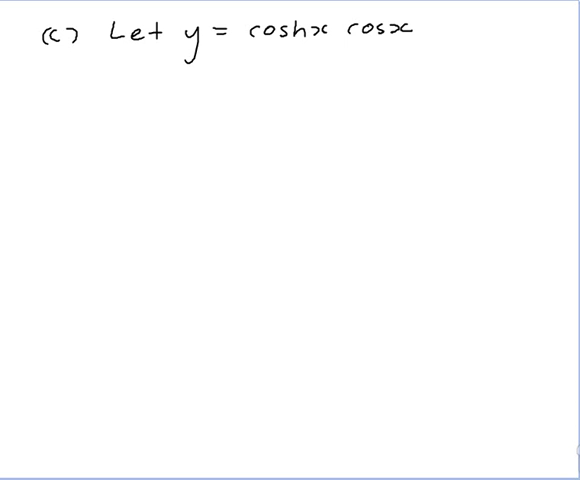 (c) Let y = coshx cosx